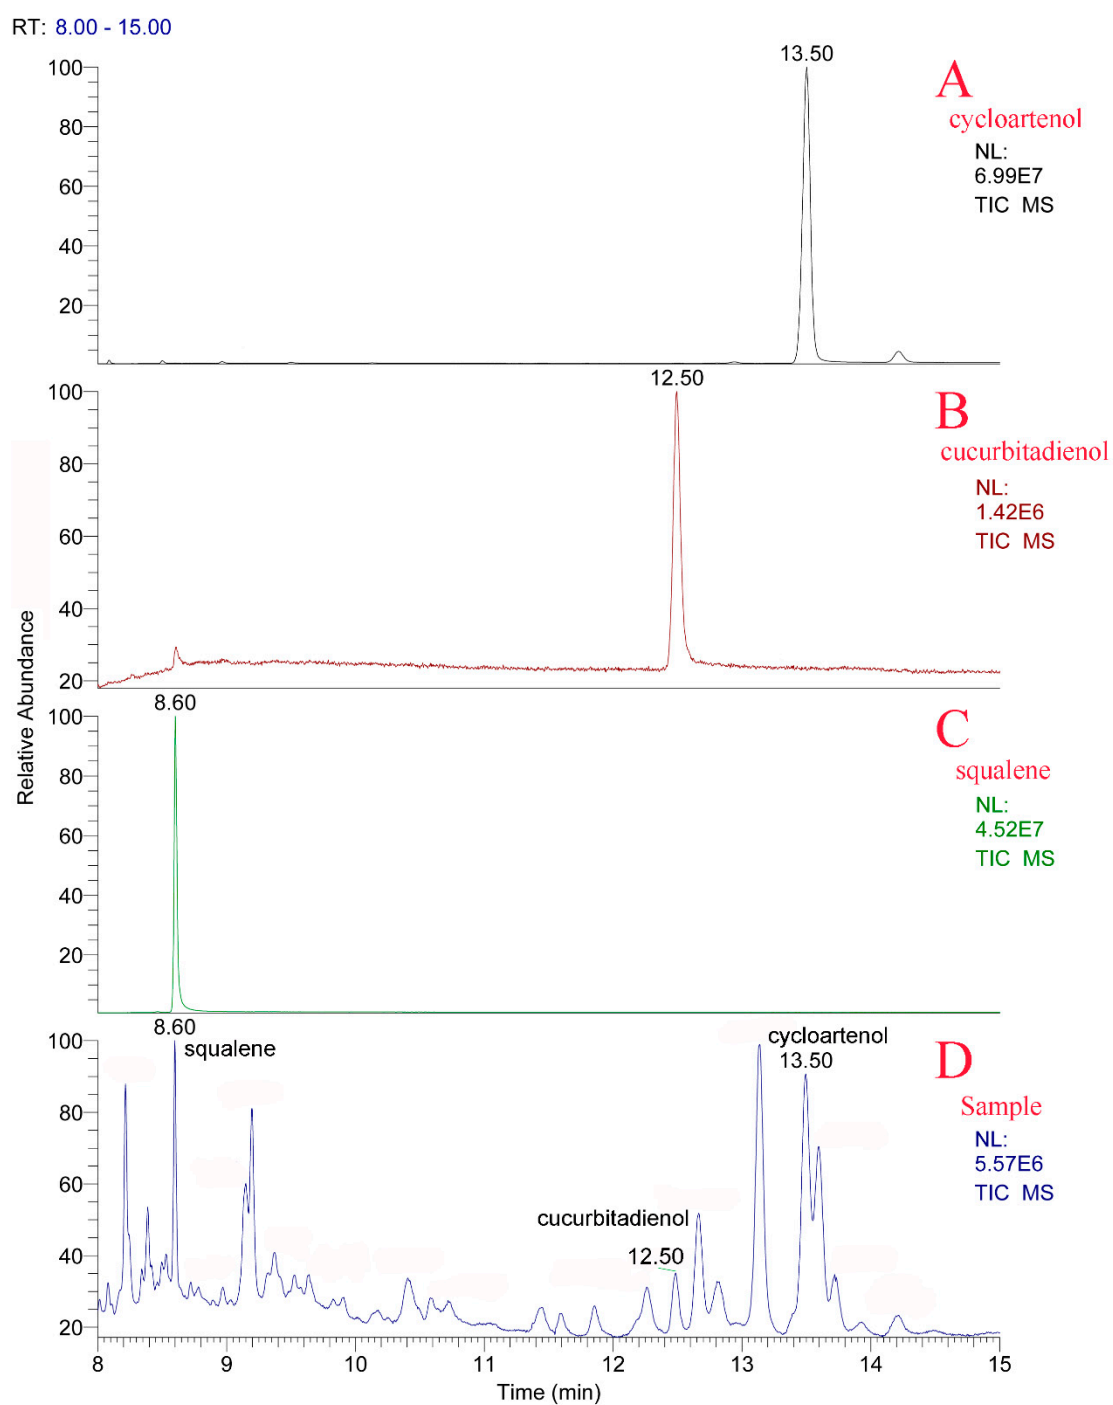 RT: 8.00 - 15.00
13.50
100
80
60
40
20
A
cycloartenol
NL:
6.99E7
TIC MS
12.50
100
80
60
40
20
B
cucurbitadienol
NL:
1.42E6
TIC MS
Relative Abundance
8.60
100
80
60
40
20
C
squalene
NL:
4.52E7
TIC MS
8.60
squalene
cucurbitadienol
12.50
cycloartenol
13.50
100
80
60
40
20
D
Sample
NL:
5.57E6
TIC MS
8 9 10 11 12 13 14 15
Time (min)